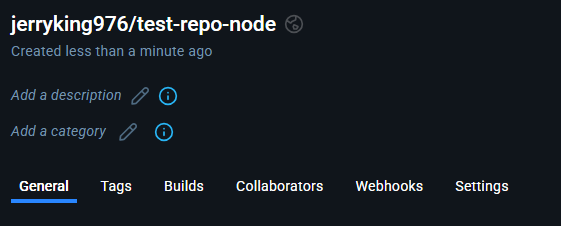 jerryking976/test-repo-node
Created less than a minute ago
Add a description
Add a category
General Tags Builds Collaborators Webhooks Settings